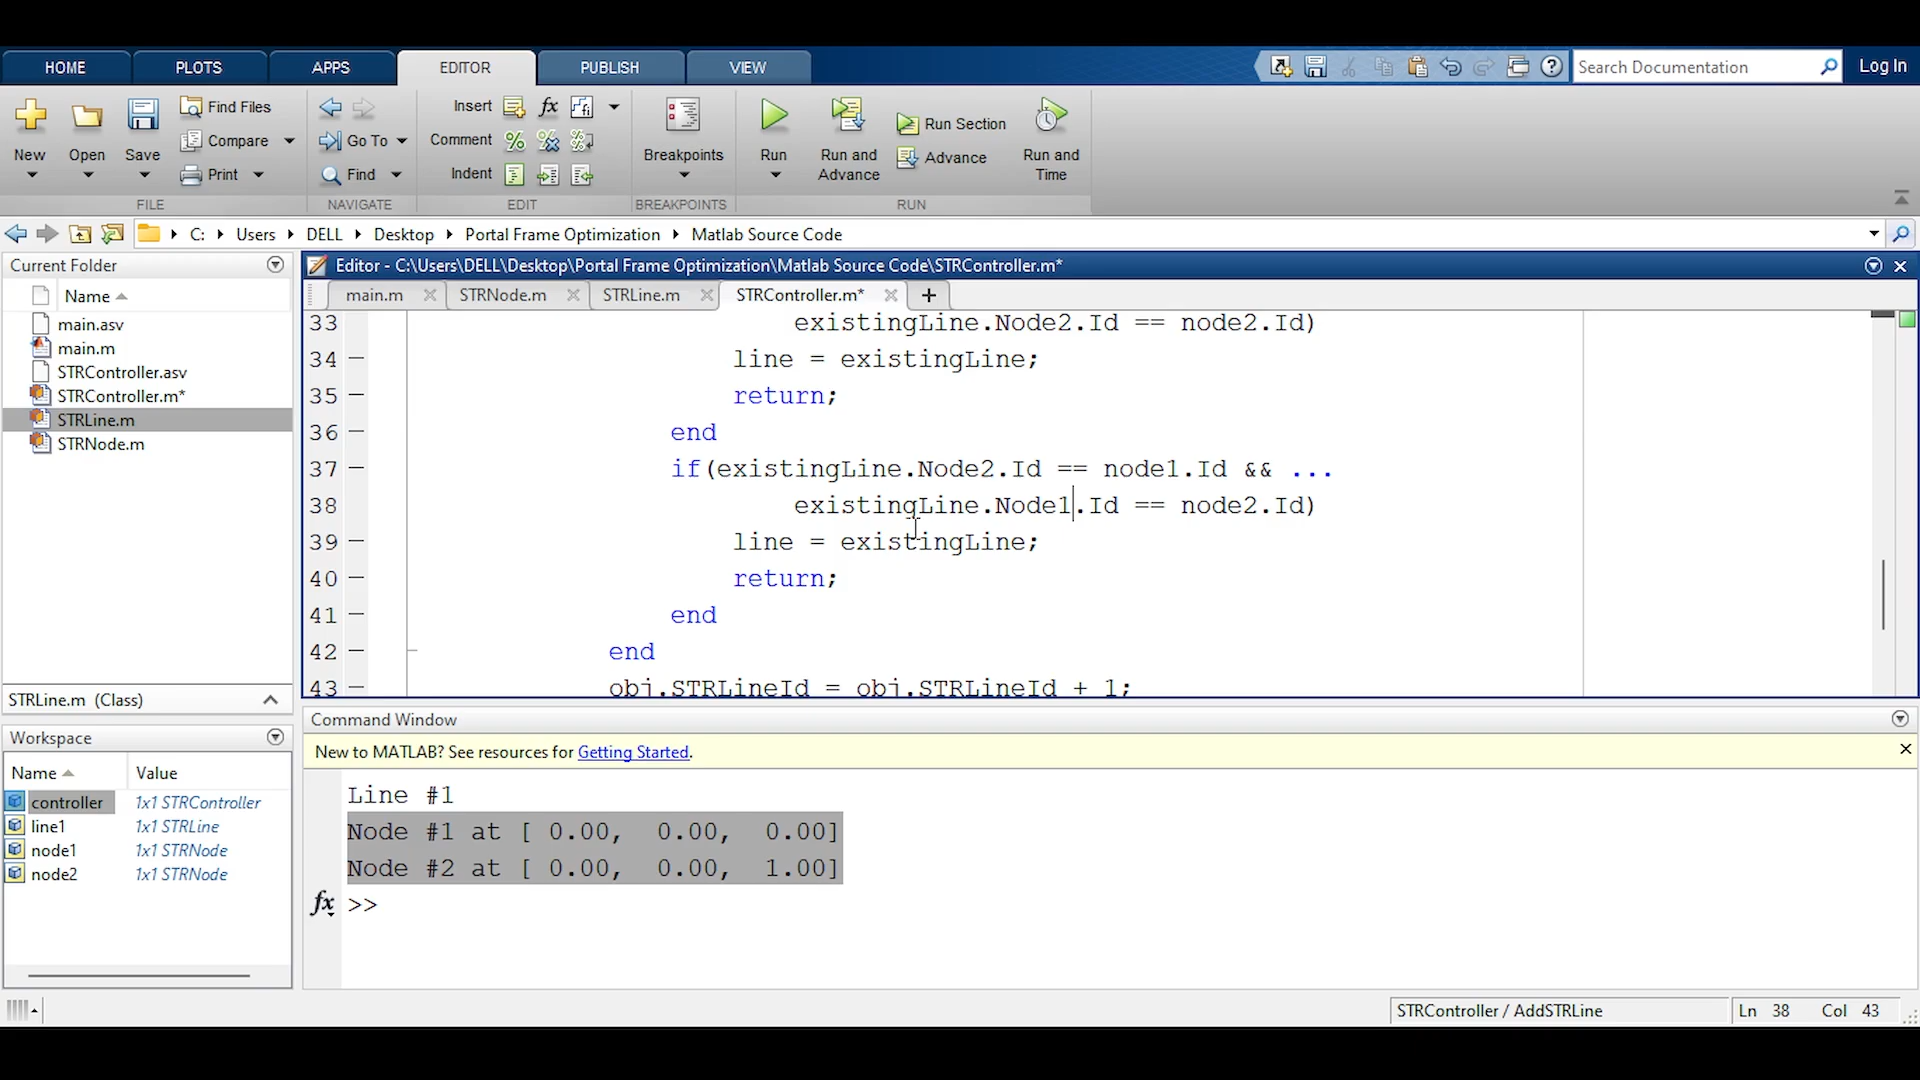 HOME PLOTS APPS EDITOR PUBLISH VIEW Search Documentation Log In
New Open Save Find Files Compare Print
Go To Find
Insert fx Comment Indent
Breakpoints
Run Run and Advance Run Section Advance Run and Time
FILE NAVIGATE EDIT BREAKPOINTS RUN
C: Users DELL Desktop Portal Frame Optimization Matlab Source Code
Current Folder
Name
main.asv
main.m
STRController.asv
STRController.m*
STRLine.m
STRNode.m
STRLine.m (Class)
Workspace
Name Value
controller 1x1 STRController
line1 1x1 STRLine
node1 1x1 STRNode
node2 1x1 STRNode
Editor - C:\Users\DELL\Desktop\Portal Frame Optimization\Matlab Source Code\STRController.m*
main.m STRNode.m STRLine.m STRController.m*
33 existingLine.Node2.Id == node2.Id)
34 line = existingLine;
35 return;
36 end
37 if(existingLine.Node2.Id == node1.Id && ...
38 existingLine.Node1.Id == node2.Id)
39 line = existingLine;
40 return;
41 end
42 end
43 obj.STRLineId = obj.STRLineId + 1;
Command Window
New to MATLAB? See resources for Getting Started.
Line #1
Node #1 at [ 0.00, 0.00, 0.00]
Node #2 at [ 0.00, 0.00, 1.00]
fx >>
STRController / AddSTRLine Ln 38 Col 43